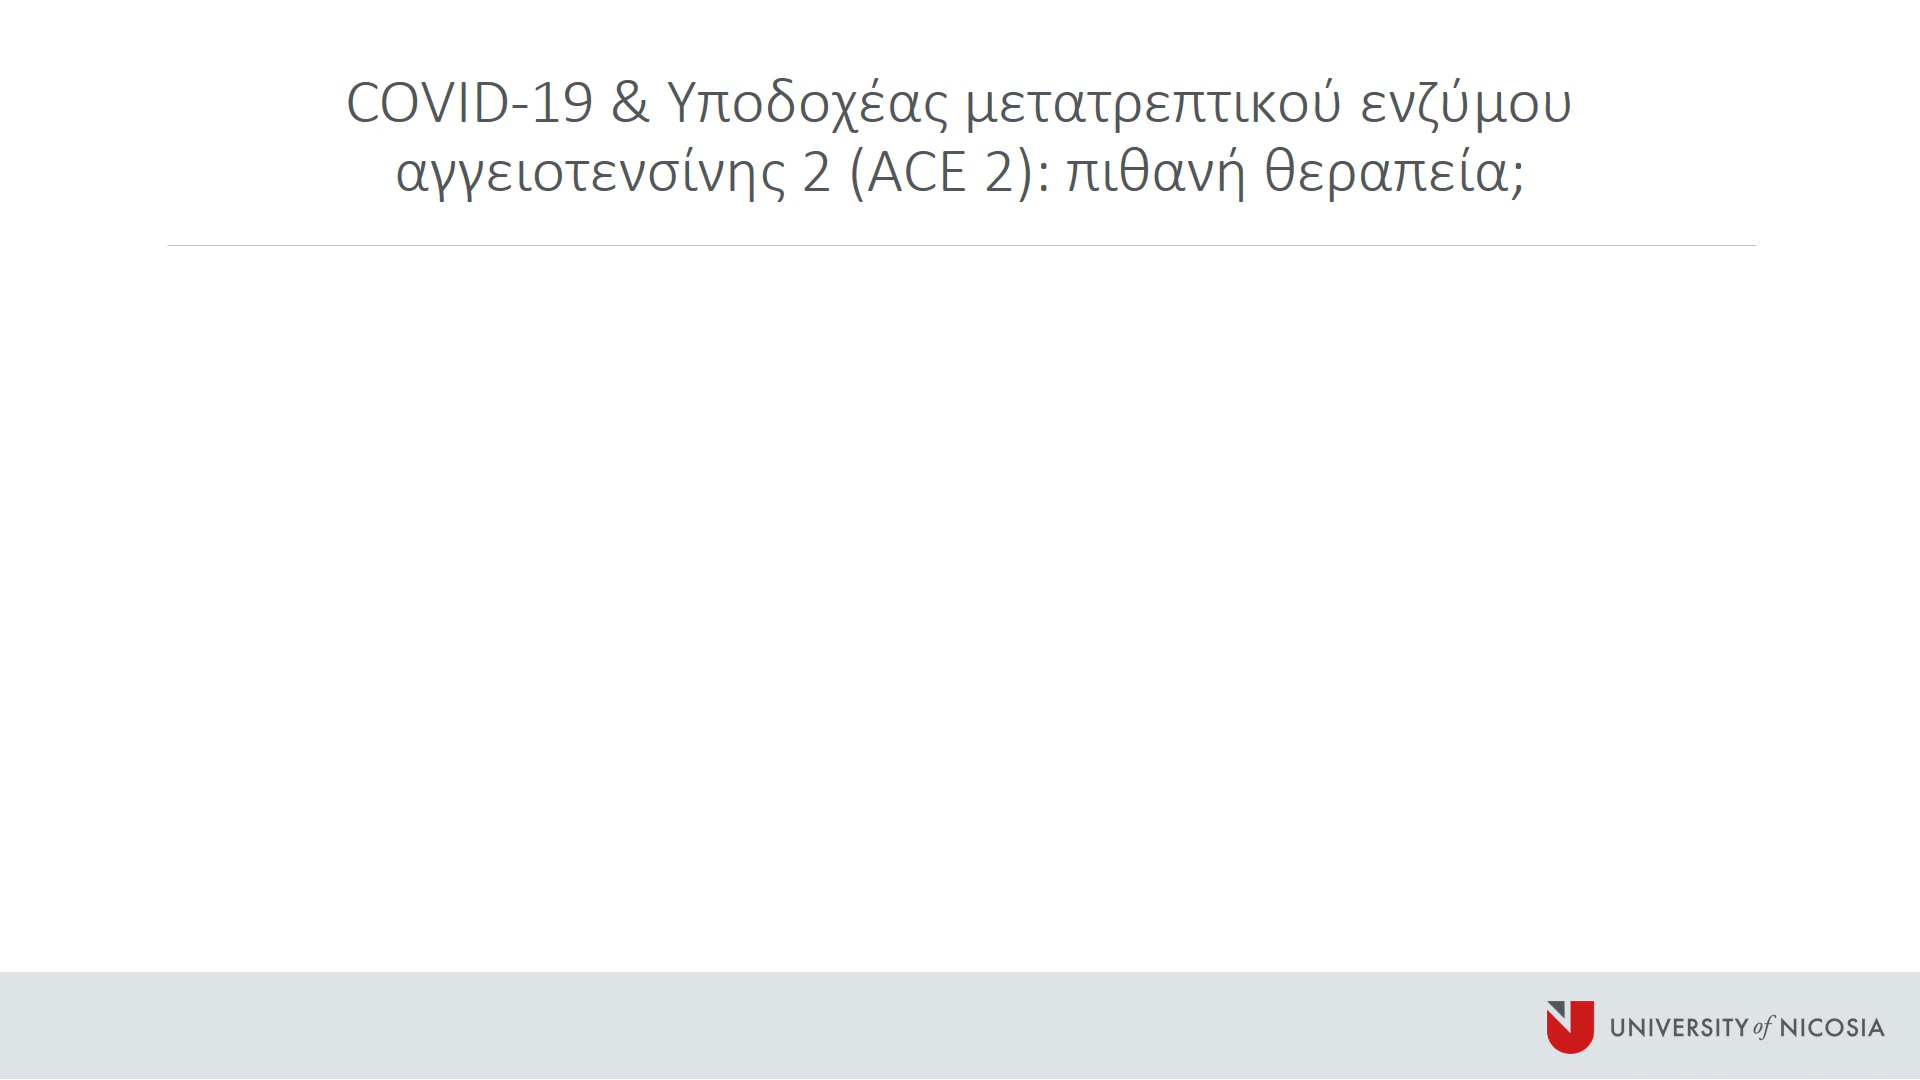 COVID-19 & Υποδοχέας μετατρεπτικού ενζύμου
αγγειοτενσίνης 2 (ACE 2): πιθανή θεραπεία;
UNIVERSITY of NICOSIA